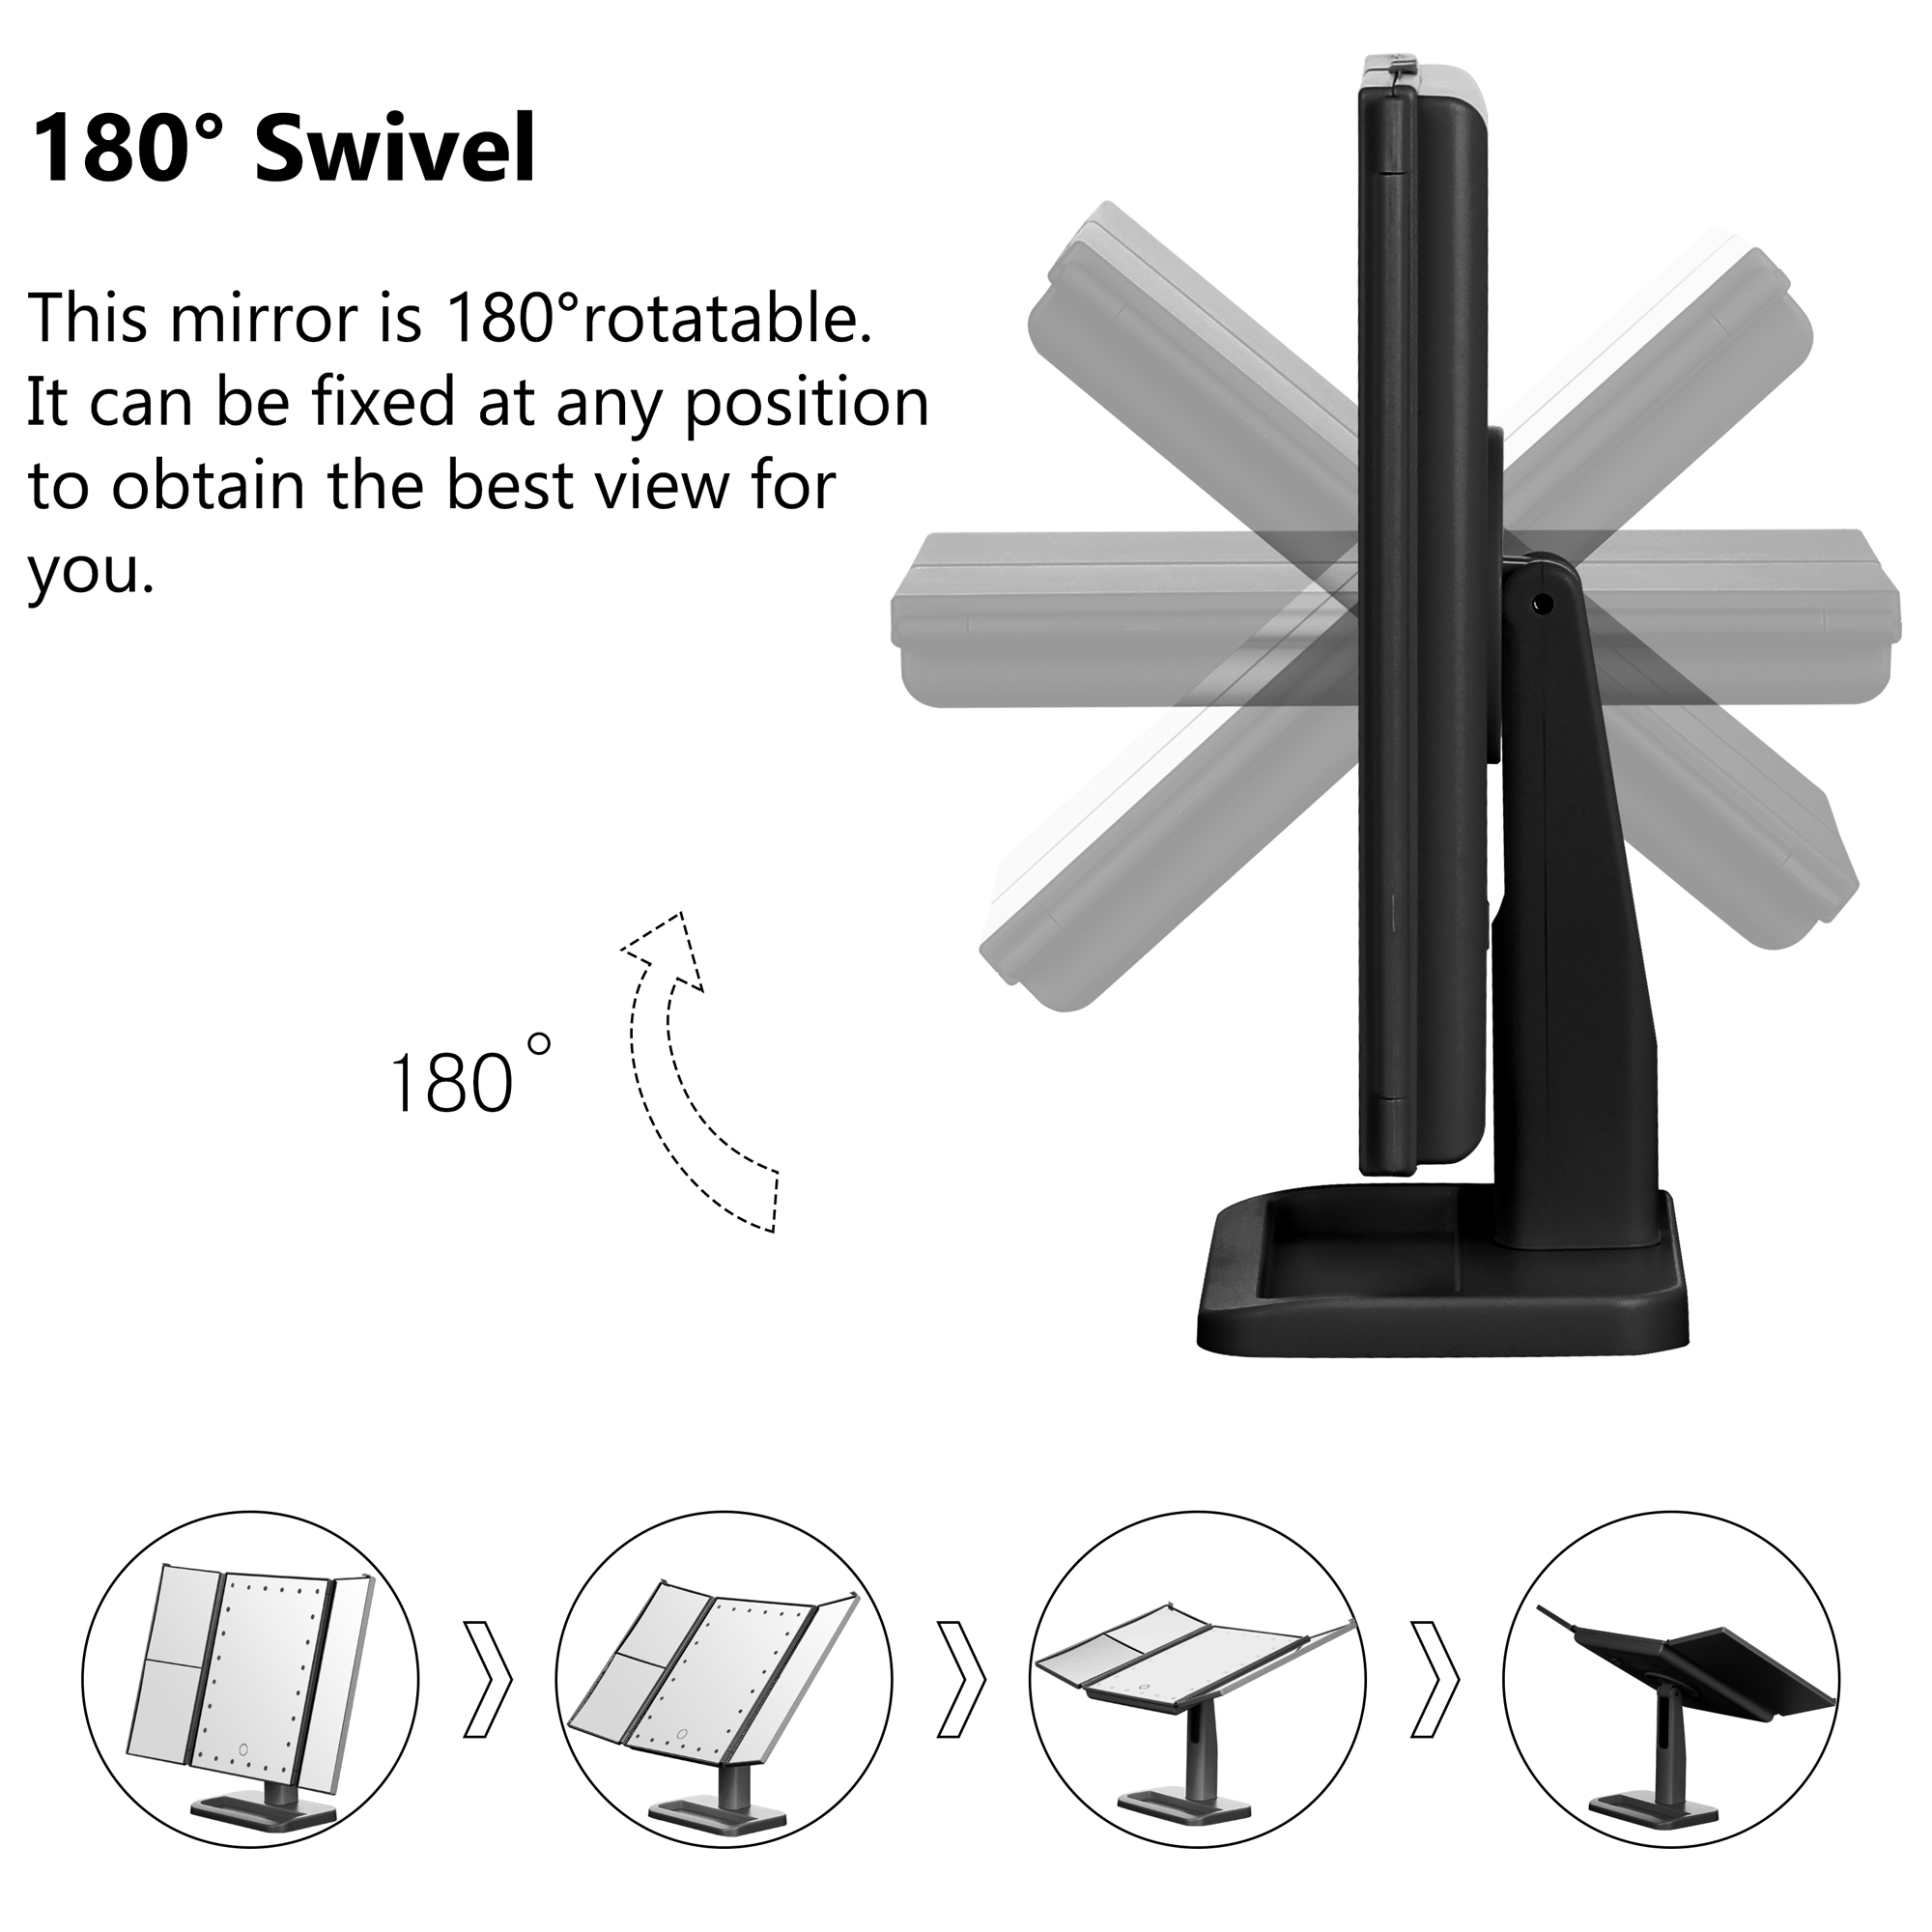 180° Swivel
This mirror is 180°rotatable.
It can be fixed at any position
to obtain the best view for
you.
180°